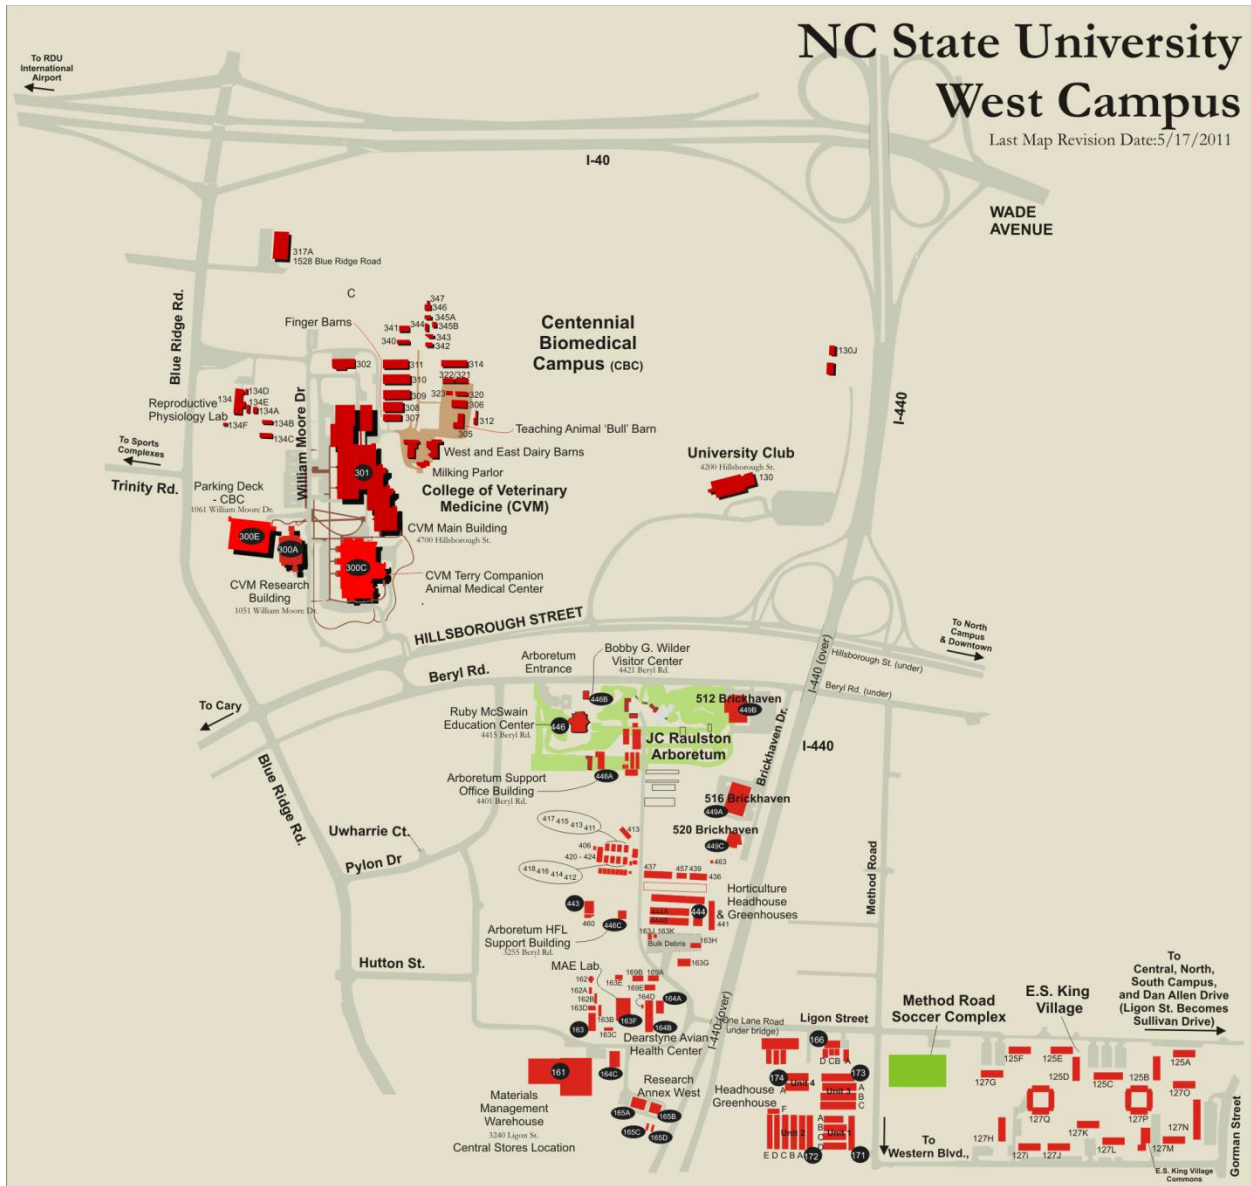 NC State University
West Campus
Last Map Revision Date:5/17/2011
To RDU
International
Airport
I-40
WADE
AVENUE
317A
1528 Blue Ridge Road
C
Blue Ridge Rd.
Finger Barns
347
346
345A
345B
344
343
342
341
340
Centennial
Biomedical
Campus (CBC)
302
311
310
309
308
307
314
322/321
323
320
306
312
305
130J
I-440
134D
134
134E
134A
134B
134C
134F
Reproductive
Physiology Lab
William Moore Dr
Teaching Animal ‘Bull’ Barn
West and East Dairy Barns
Milking Parlor
To Sports
Complexes
Trinity Rd.
301
College of Veterinary
Medicine (CVM)
University Club
4200 Hillsborough St.
130
Parking Deck
- CBC
1061 William Moore Dr.
300E
300A
300C
CVM Main Building
4700 Hillsborough St.
CVM Research
Building
1051 William Moore Dr.
CVM Terry Companion
Animal Medical Center
HILLSBOROUGH STREET
To North
Campus
& Downtown
Hillsborough St. (under)
I-440 (over)
Beryl Rd.
Beryl Rd. (under)
To Cary
Arboretum
Entrance
Bobby G. Wilder
Visitor Center
4421 Beryl Rd.
446B
512 Brickhaven
449B
Ruby McSwain
Education Center
4415 Beryl Rd.
446
JC Raulston
Arboretum
Brickhaven Dr.
I-440
Blue Ridge Rd.
Arboretum Support
Office Building
4401 Beryl Rd.
446A
516 Brickhaven
449A
520 Brickhaven
449C
Uwharrie Ct.
Pylon Dr
417 415 413 411
413
406
420 - 424
418 416 414 412
463
437
457 439
436
Method Road
Horticulture
Headhouse
& Greenhouses
443
460
446C
444
441
Arboretum HFL
Support Building
3255 Beryl Rd.
163J 163K
Bulk Debris
163H
163G
Hutton St.
MAE Lab
162
162A
162B
163D
163E
169B 169A
169E
164D
164A
163
163B
163C
163F
164B
Dearstyne Avian
Health Center
I-440 (over)
One Lane Road
under bridge)
Ligon Street
166
D CB A
Method Road
Soccer Complex
E.S. King
Village
To
Central, North,
South Campus,
and Dan Allen Drive
(Ligon St. Becomes
Sullivan Drive)
161
164C
Materials
Management
Warehouse
3240 Ligon St.
Central Stores Location
Research
Annex West
165A
165B
165C
165D
Headhouse
Greenhouse
174
A
Unit 4
173
Unit 3
A
B
C
F
Unit 2
E D C B A
172
A
B
C
D
Unit 1
171
To
Western Blvd.,
125F
125E
125D
125C
125B
125A
127G
127O
127Q
127P
127N
127H
127K
127I
127J
127L
127M
E.S. King Village
Commons
Gorman Street